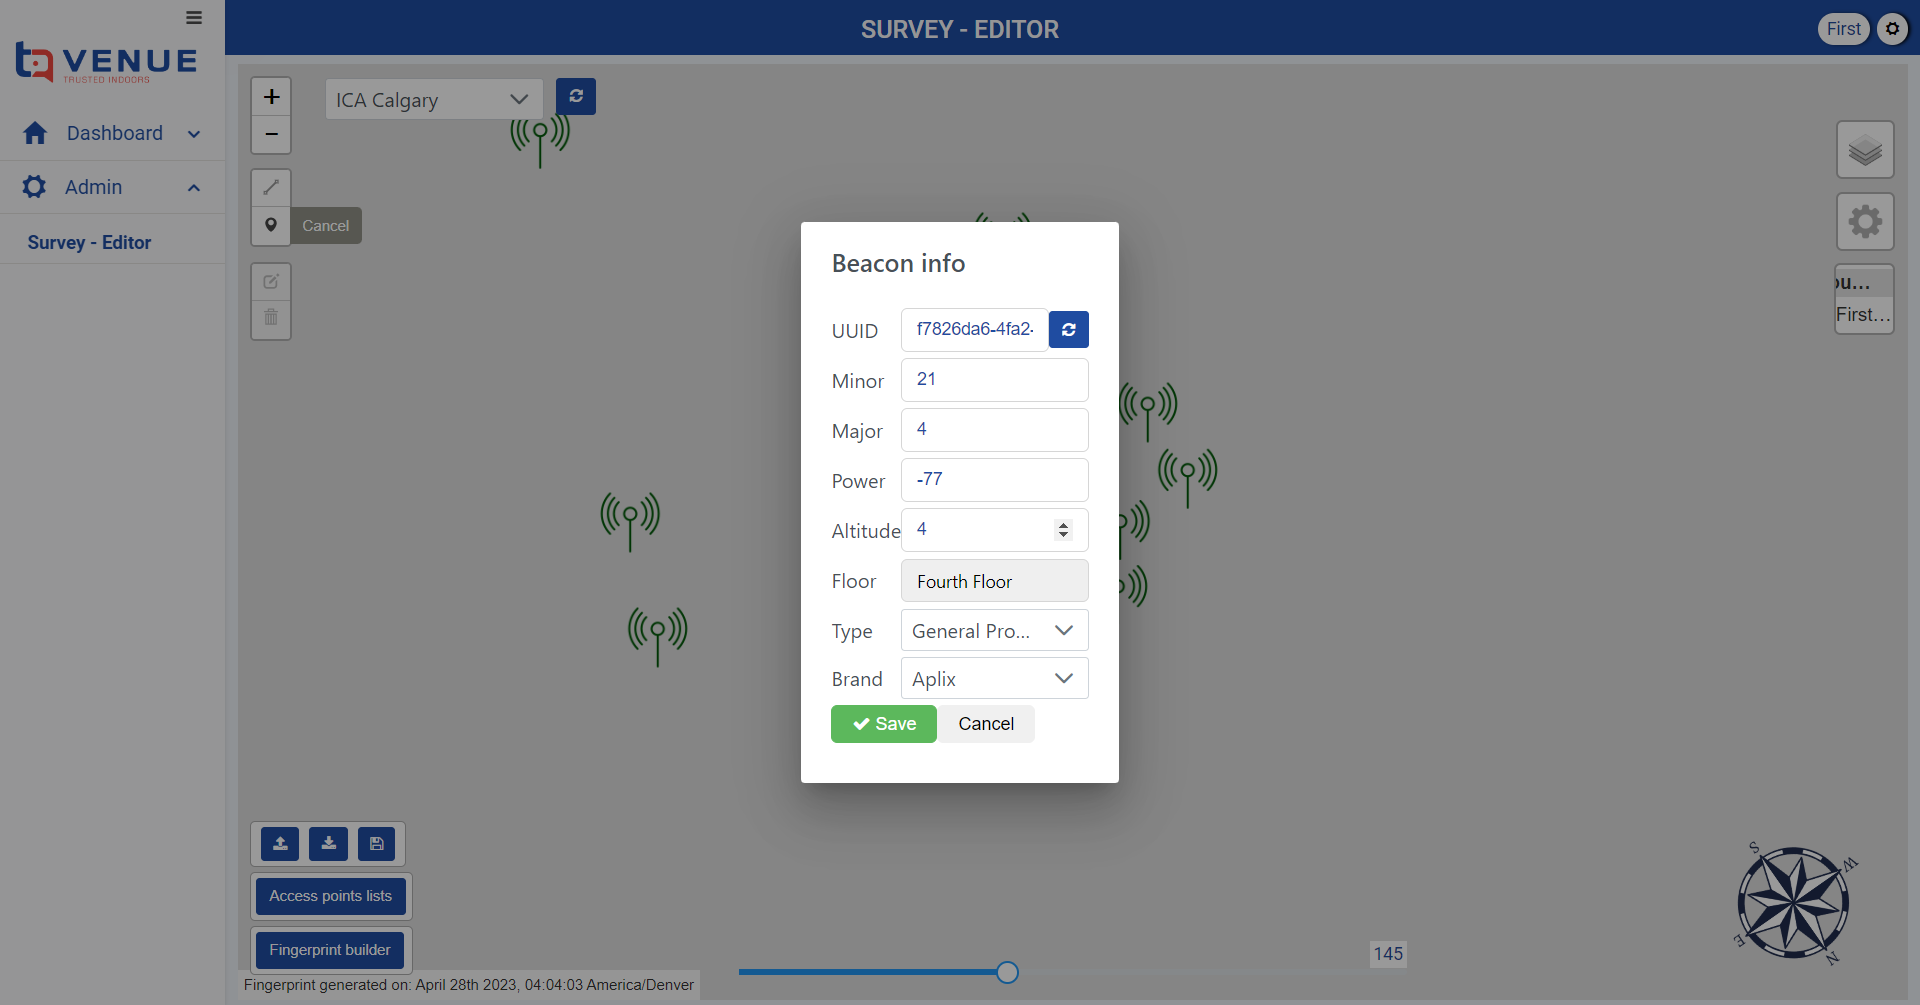 VENUE
TRUSTED INDOORS
Dashboard
Admin
Survey - Editor
SURVEY - EDITOR
First
+
ICA Calgary
−
Cancel
ou...
First...
Beacon info
UUID f7826da6-4fa2-
Minor 21
Major 4
Power -77
Altitude 4
Floor Fourth Floor
Type General Pro...
Brand Aplix
Save Cancel
Access points lists
Fingerprint builder
Fingerprint generated on: April 28th 2023, 04:04:03 America/Denver
145
S
W
E
N